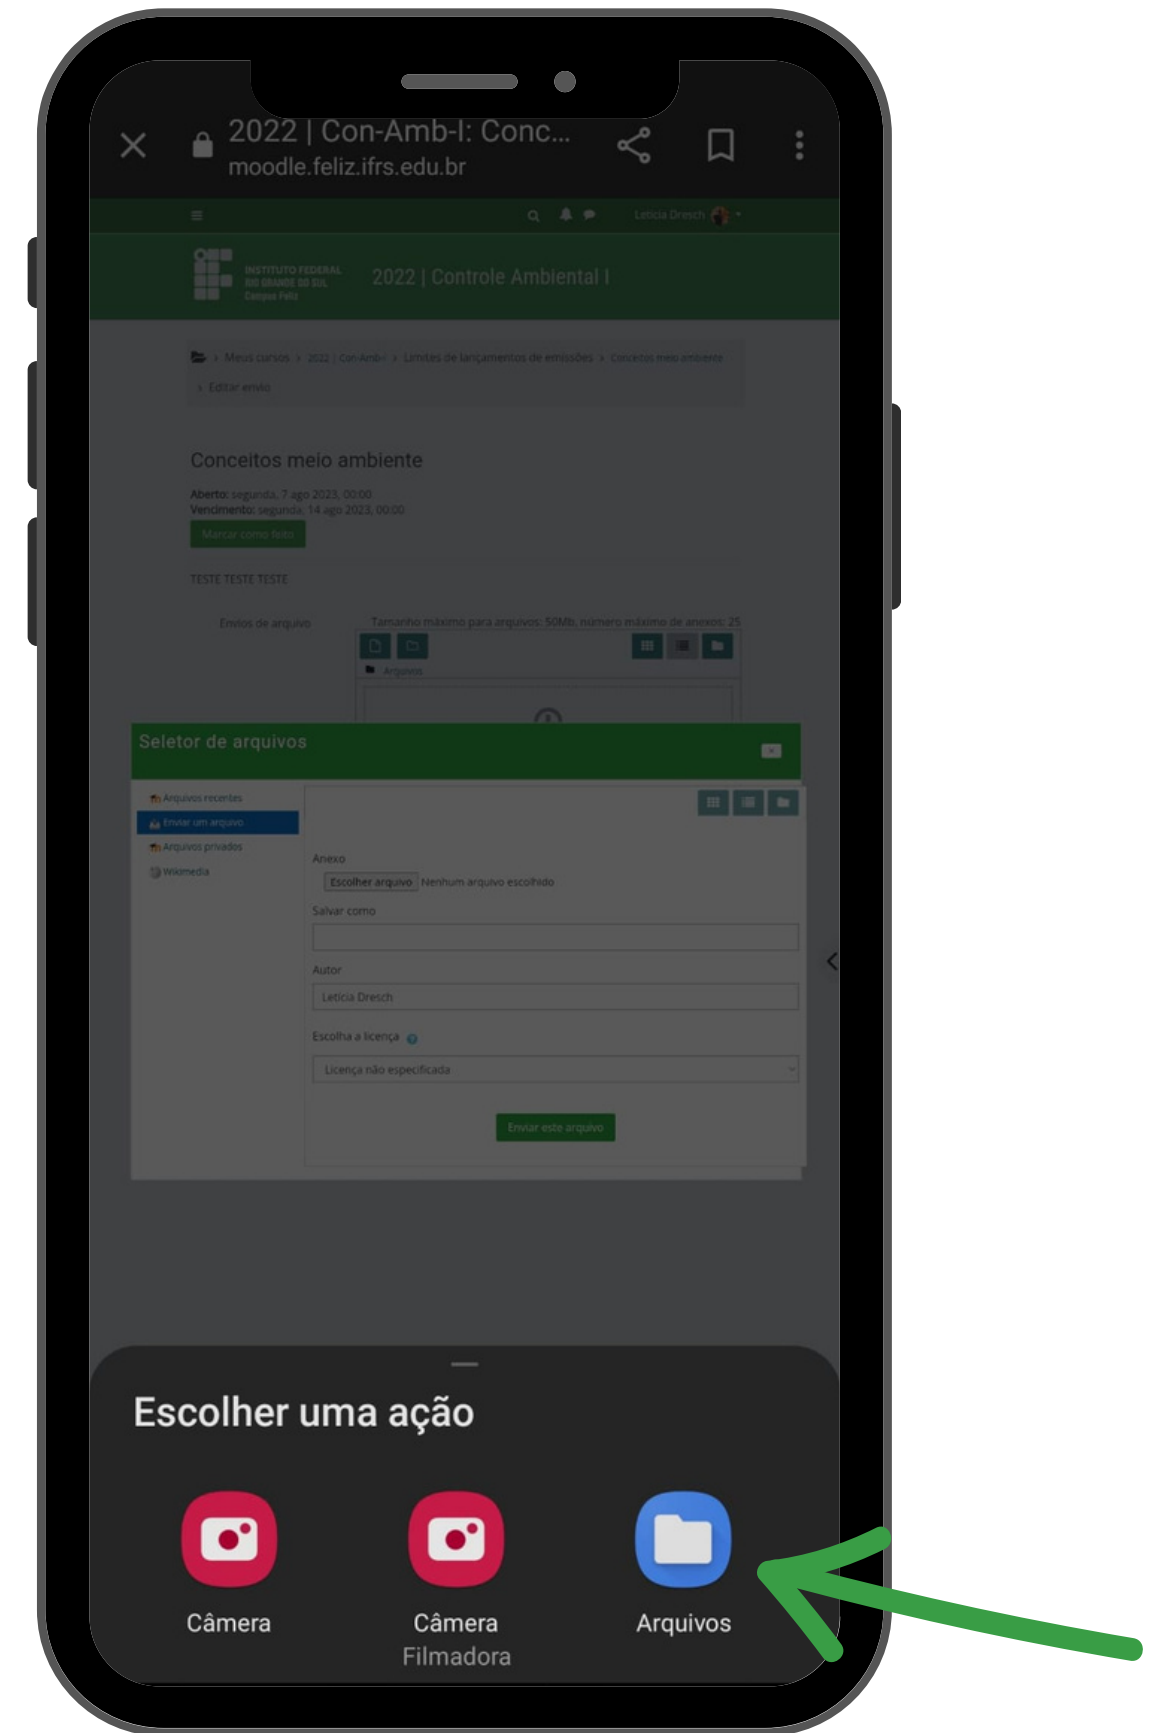 2022 | Con-Amb-I: Conc...
moodle.feliz.ifrs.edu.br
Letícia Dresch
INSTITUTO FEDERAL
RIO GRANDE DO SUL
Campus Feliz
2022 | Controle Ambiental I
Meus cursos › 2022 | Con-Amb-I › Limites de lançamentos de emissões › Conceitos meio ambiente
› Editar envio
Conceitos meio ambiente
Aberto: segunda, 7 ago 2023, 00:00
Vencimento: segunda, 14 ago 2023, 00:00
Marcar como feito
TESTE TESTE TESTE
Envios de arquivo
Tamanho máximo para arquivos: 50Mb, número máximo de anexos: 25
Arquivos
Seletor de arquivos
Arquivos recentes
Enviar um arquivo
Arquivos privados
Wikimedia
Anexo
Escolher arquivo Nenhum arquivo escolhido
Salvar como
Autor
Letícia Dresch
Escolha a licença
Licença não especificada
Enviar este arquivo
Escolher uma ação
Câmera
Câmera
Filmadora
Arquivos